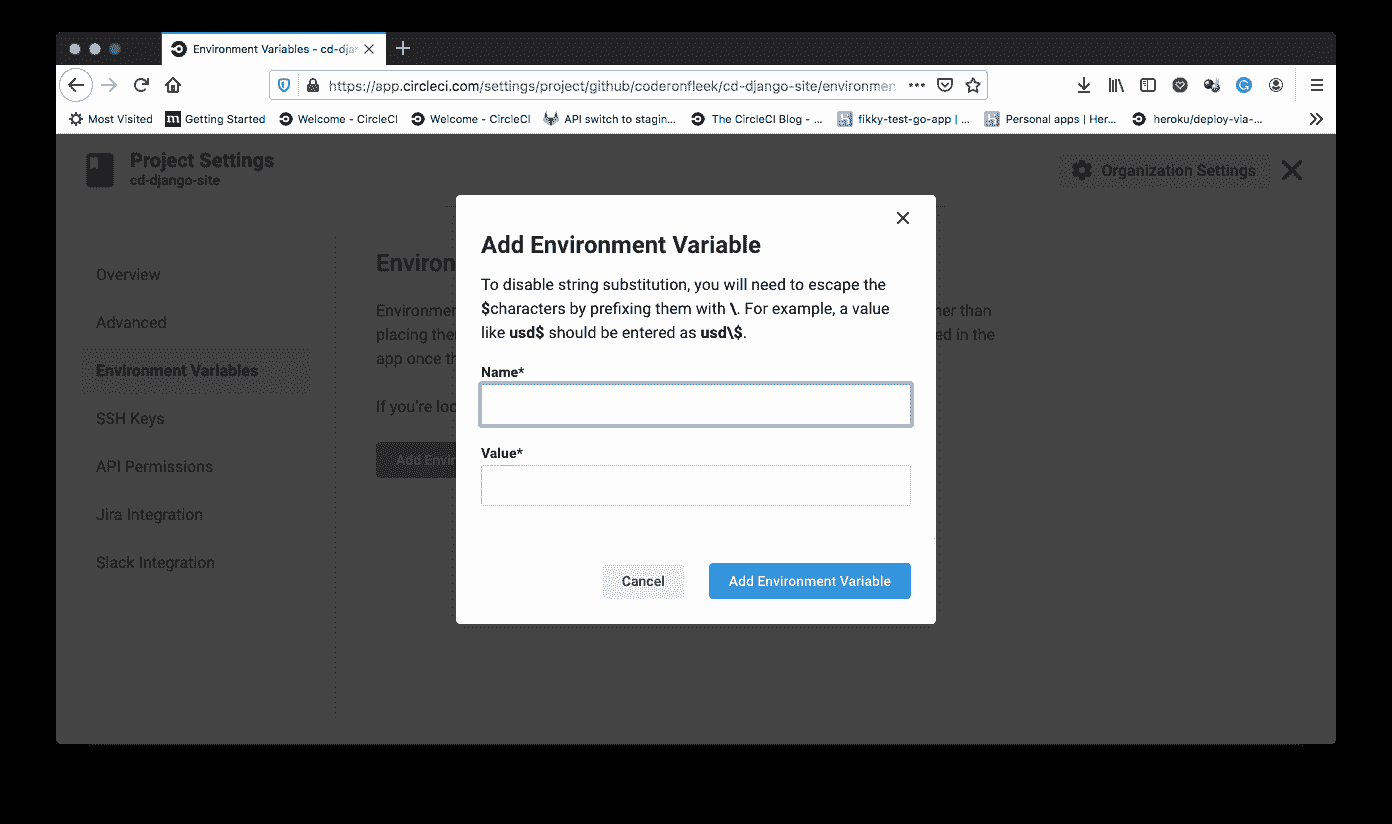 Environment Variables - cd-dja
https://app.circleci.com/settings/project/github/coderonfleek/cd-django-site/environmen
Most Visited
Getting Started
Welcome - CircleCI
Welcome - CircleCI
API switch to stagin...
The CircleCI Blog - ...
fikky-test-go-app | ...
Personal apps | Her...
heroku/deploy-via-...
Project Settings
cd-django-site
Organization Settings
Overview
Advanced
Environment Variables
SSH Keys
API Permissions
Jira Integration
Slack Integration
Environ
Environme
her than
placing the
ed in the
app once th
If you're loo
Add Envi
Add Environment Variable
To disable string substitution, you will need to escape the
$characters by prefixing them with \. For example, a value
like usd$ should be entered as usd\$.
Name*
Value*
Cancel
Add Environment Variable